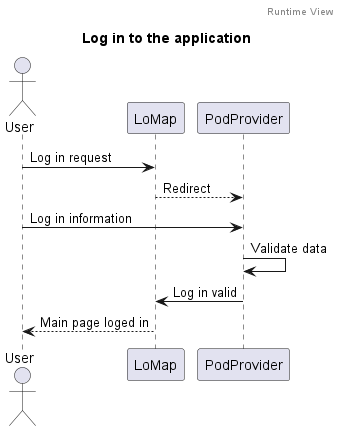 Runtime View
Log in to the application
User
LoMap
PodProvider
Log in request
Redirect
Log in information
Validate data
Log in valid
Main page loged in
User
LoMap
PodProvider